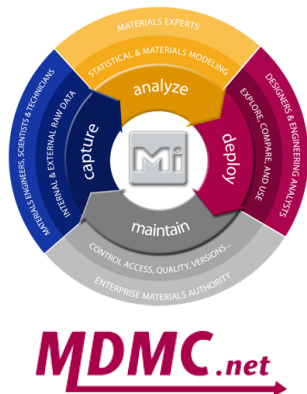 MATERIALS EXPERTS
STATISTICAL & MATERIALS MODELING
analyze
DESIGNERS & ENGINEERING ANALYSTS
EXPLORE, COMPARE, AND USE
deploy
MATERIALS ENGINEERS, SCIENTISTS & TECHNICIANS
INTERNAL & EXTERNAL RAW DATA
capture
Mi
maintain
CONTROL ACCESS, QUALITY, VERSIONS...
ENTERPRISE MATERIALS AUTHORITY
MDMC.net